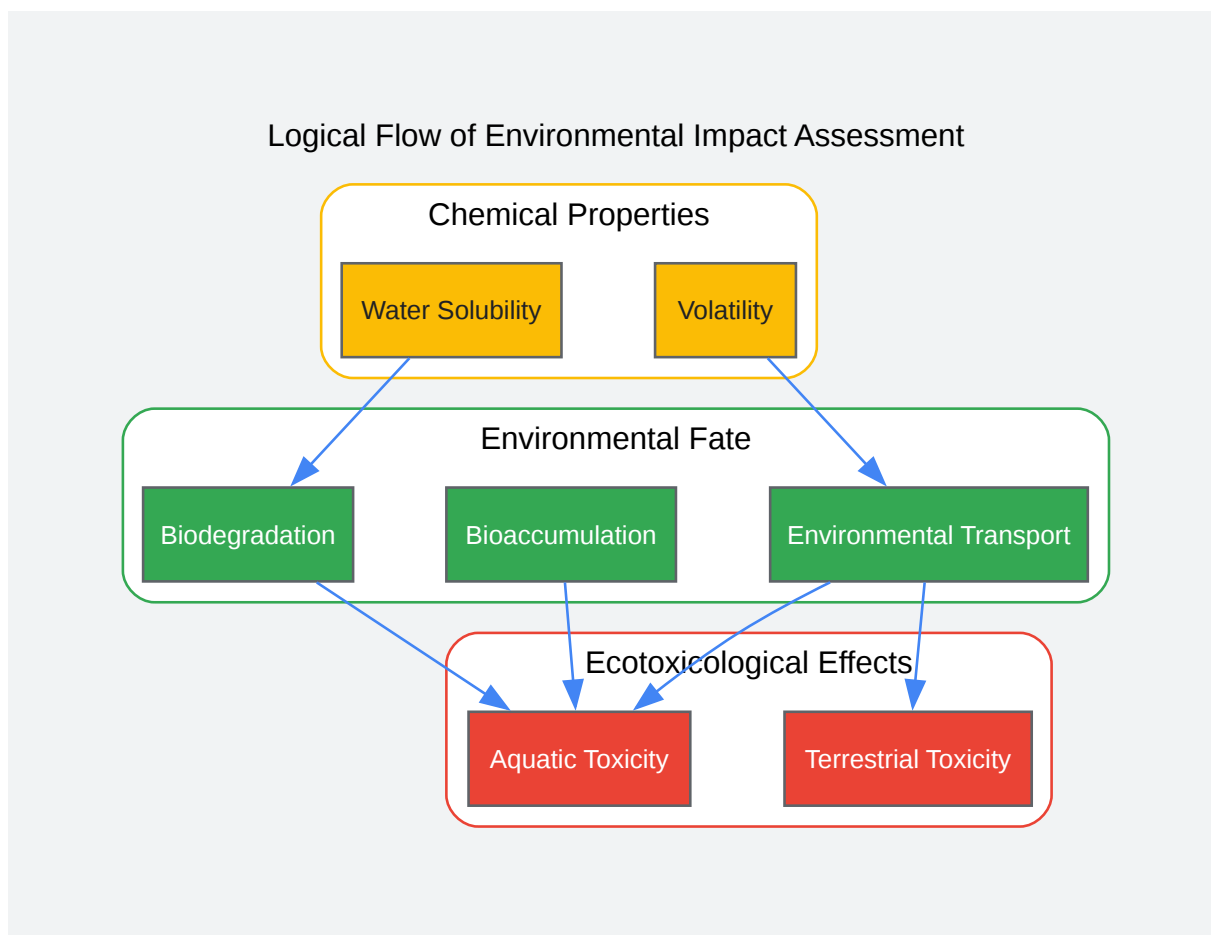 Logical Flow of Environmental Impact Assessment
Chemical Properties
Water Solubility
Volatility
Environmental Fate
Biodegradation
Bioaccumulation
Environmental Transport
Ecotoxicological Effects
Aquatic Toxicity
Terrestrial Toxicity